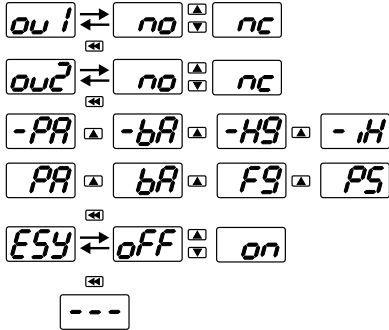 ou1 no nc
ou2 no nc
-PA -bA -Hg -iH
PA bA Fg PS
ESY oFF on
---